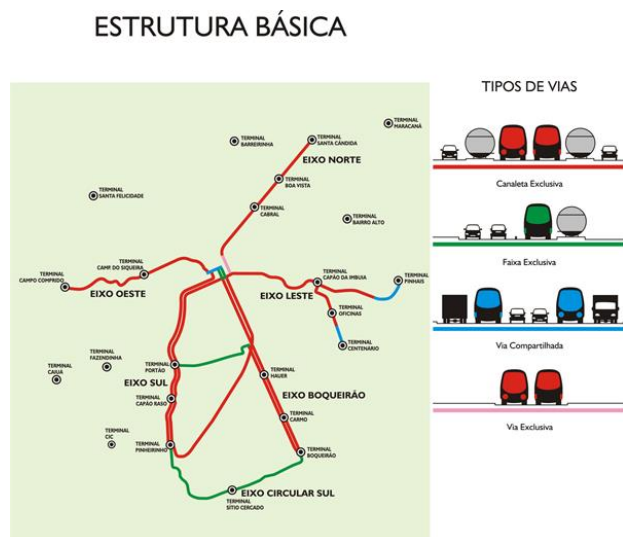 ESTRUTURA BÁSICA
TIPOS DE VIAS
TERMINAL
MARACANÃ
TERMINAL
BARREIRINHA
TERMINAL
SANTA CÂNDIDA
EIXO NORTE
TERMINAL
BOA VISTA
TERMINAL
SANTA FELICIDADE
TERMINAL
CABRAL
TERMINAL
BAIRRO ALTO
TERMINAL
CAMP. DO SIQUEIRA
TERMINAL
CAMPO COMPRIDO
EIXO OESTE
TERMINAL
CAPÃO DA IMBUIA
TERMINAL
PINHAIS
EIXO LESTE
TERMINAL
OFICINAS
TERMINAL
CENTENÁRIO
TERMINAL
FAZENDINHA
TERMINAL
CAIUÁ
TERMINAL
PORTÃO
EIXO SUL
TERMINAL
HAUER
TERMINAL
CAPÃO RASO
EIXO BOQUEIRÃO
TERMINAL
CARMO
TERMINAL
CIC
TERMINAL
PINHEIRINHO
TERMINAL
BOQUEIRÃO
EIXO CIRCULAR SUL
TERMINAL
SÍTIO CERCADO
Canaleta Exclusiva
Faixa Exclusiva
Via Compartilhada
Via Exclusiva